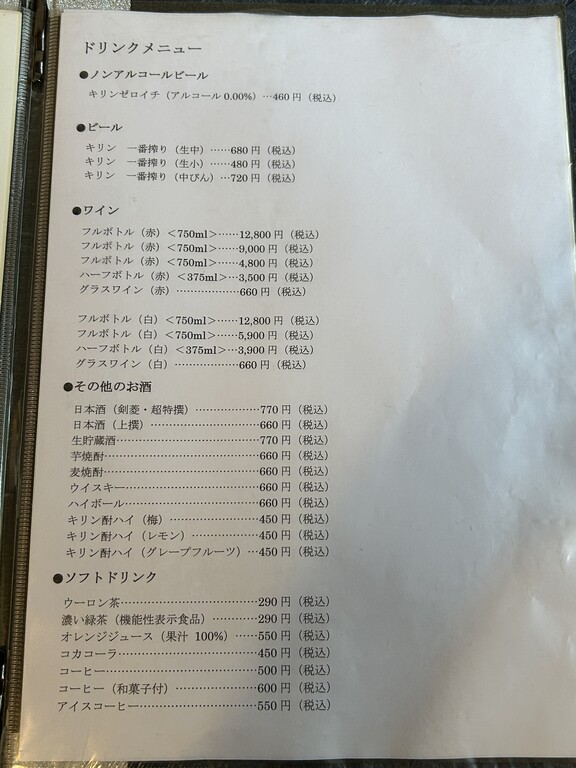 ドリンクメニュー
●ノンアルコールビール
キリンゼロイチ（アルコール 0.00%）…460 円（税込）
●ビール
キリン　一番搾り（生中）……680 円（税込）
キリン　一番搾り（生小）……480 円（税込）
キリン　一番搾り（中びん）…720 円（税込）
●ワイン
フルボトル（赤）＜750ml＞……12,800 円（税込）
フルボトル（赤）＜750ml＞……9,000 円（税込）
フルボトル（赤）＜750ml＞……4,800 円（税込）
ハーフボトル（赤）＜375ml＞…3,500 円（税込）
グラスワイン（赤）………………660 円（税込）
フルボトル（白）＜750ml＞……12,800 円（税込）
フルボトル（白）＜750ml＞……5,900 円（税込）
ハーフボトル（白）＜375ml＞…3,900 円（税込）
グラスワイン（白）………………660 円（税込）
●その他のお酒
日本酒（剣菱・超特撰）………………770 円（税込）
日本酒（上撰）…………………………660 円（税込）
生貯蔵酒…………………………………770 円（税込）
芋焼酎……………………………………660 円（税込）
麦焼酎……………………………………660 円（税込）
ウイスキー………………………………660 円（税込）
ハイボール………………………………660 円（税込）
キリン酎ハイ（梅）……………………450 円（税込）
キリン酎ハイ（レモン）………………450 円（税込）
キリン酎ハイ（グレープフルーツ）…450 円（税込）
●ソフトドリンク
ウーロン茶………………………………290 円（税込）
濃い緑茶（機能性表示食品）…………290 円（税込）
オレンジジュース（果汁 100%）……550 円（税込）
コカコーラ………………………………450 円（税込）
コーヒー…………………………………500 円（税込）
コーヒー（和菓子付）…………………600 円（税込）
アイスコーヒー…………………………550 円（税込）